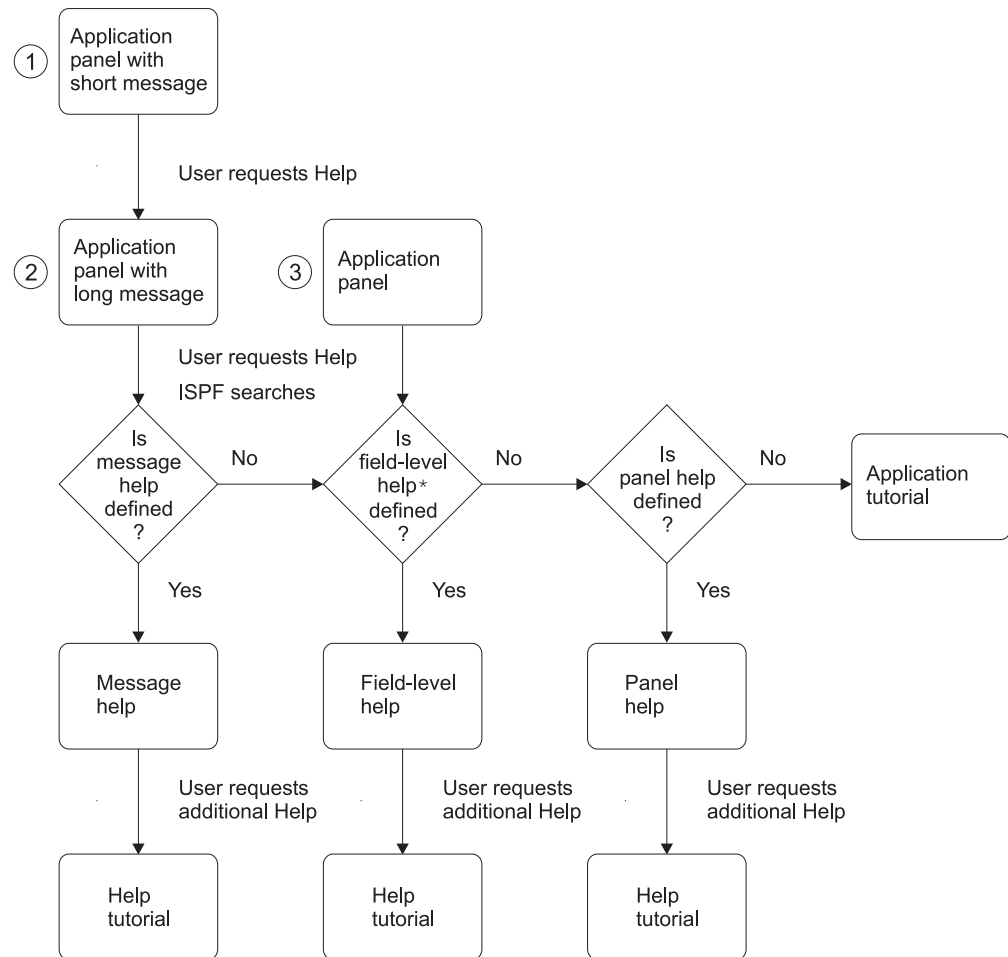 1
Application
panel with
short message
User requests Help
2
Application
panel with
long message
3
Application
panel
User requests Help
ISPF searches
Is
message
help
defined
?
No
Is
field-level
help*
defined
?
No
Is
panel help
defined
?
No
Application
tutorial
Yes
Yes
Yes
Message
help
Field-level
help
Panel
help
User requests
additional Help
User requests
additional Help
User requests
additional Help
Help
tutorial
Help
tutorial
Help
tutorial